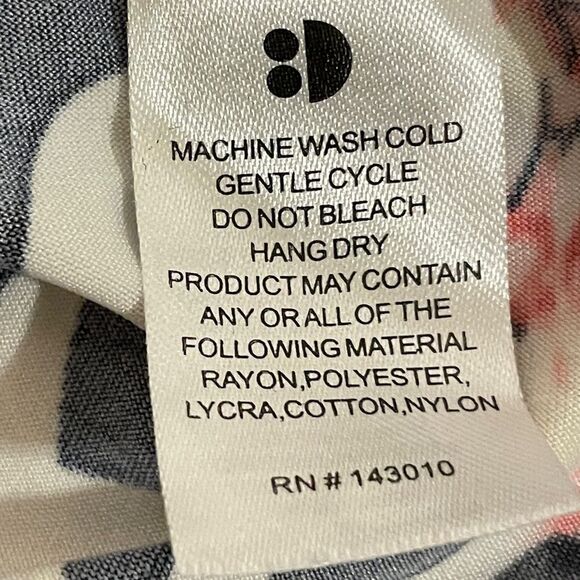 MACHINE WASH COLD
GENTLE CYCLE
DO NOT BLEACH
HANG DRY
PRODUCT MAY CONTAIN
ANY OR ALL OF THE
FOLLOWING MATERIAL
RAYON,POLYESTER,
LYCRA,COTTON,NYLON
RN # 143010